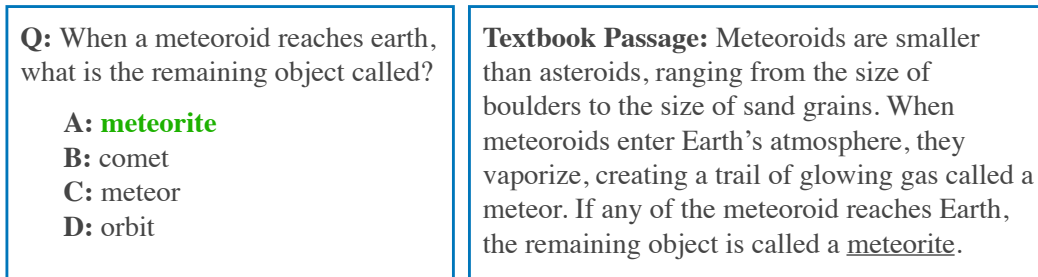 Q: When a meteoroid reaches earth,
what is the remaining object called?
A: meteorite
B: comet
C: meteor
D: orbit
Textbook Passage: Meteoroids are smaller
than asteroids, ranging from the size of
boulders to the size of sand grains. When
meteoroids enter Earth’s atmosphere, they
vaporize, creating a trail of glowing gas called a
meteor. If any of the meteoroid reaches Earth,
the remaining object is called a meteorite.